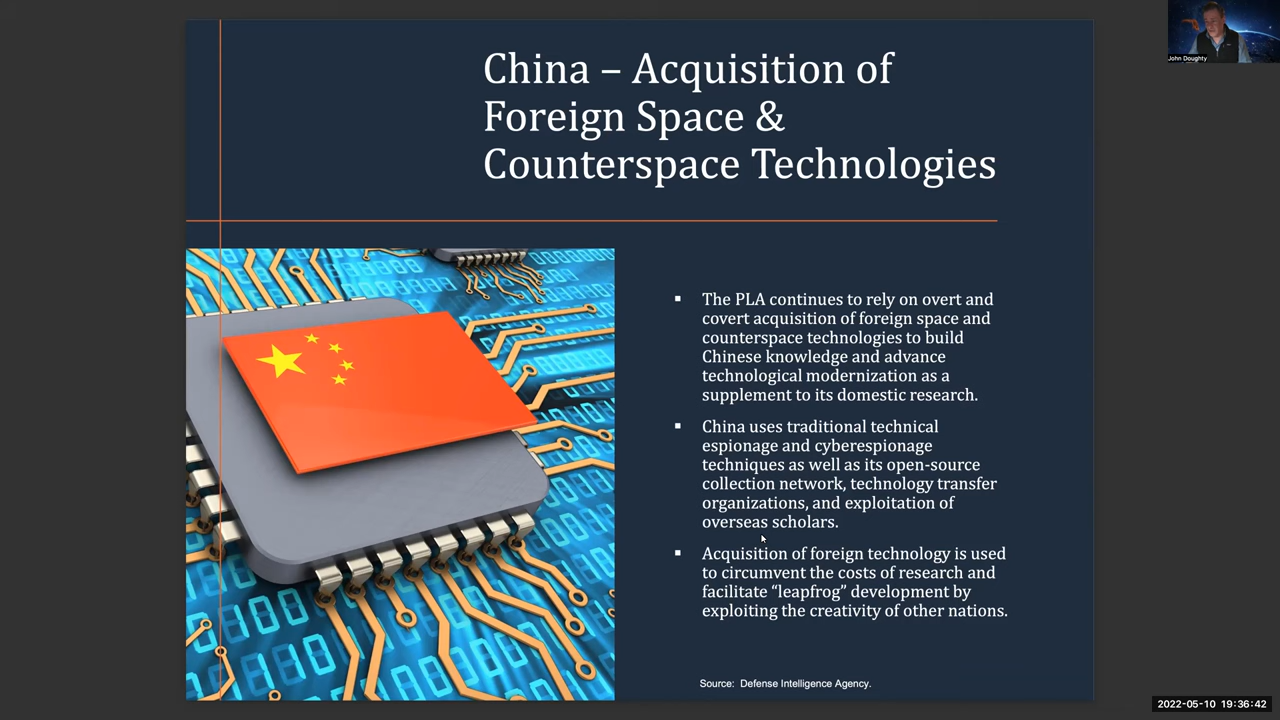 John Doughty
China – Acquisition of
Foreign Space &
Counterspace Technologies
▪ The PLA continues to rely on overt and
covert acquisition of foreign space and
counterspace technologies to build
Chinese knowledge and advance
technological modernization as a
supplement to its domestic research.
▪ China uses traditional technical
espionage and cyberespionage
techniques as well as its open-source
collection network, technology transfer
organizations, and exploitation of
overseas scholars.
▪ Acquisition of foreign technology is used
to circumvent the costs of research and
facilitate “leapfrog” development by
exploiting the creativity of other nations.
Source: Defense Intelligence Agency.
2022-05-10 19:36:42